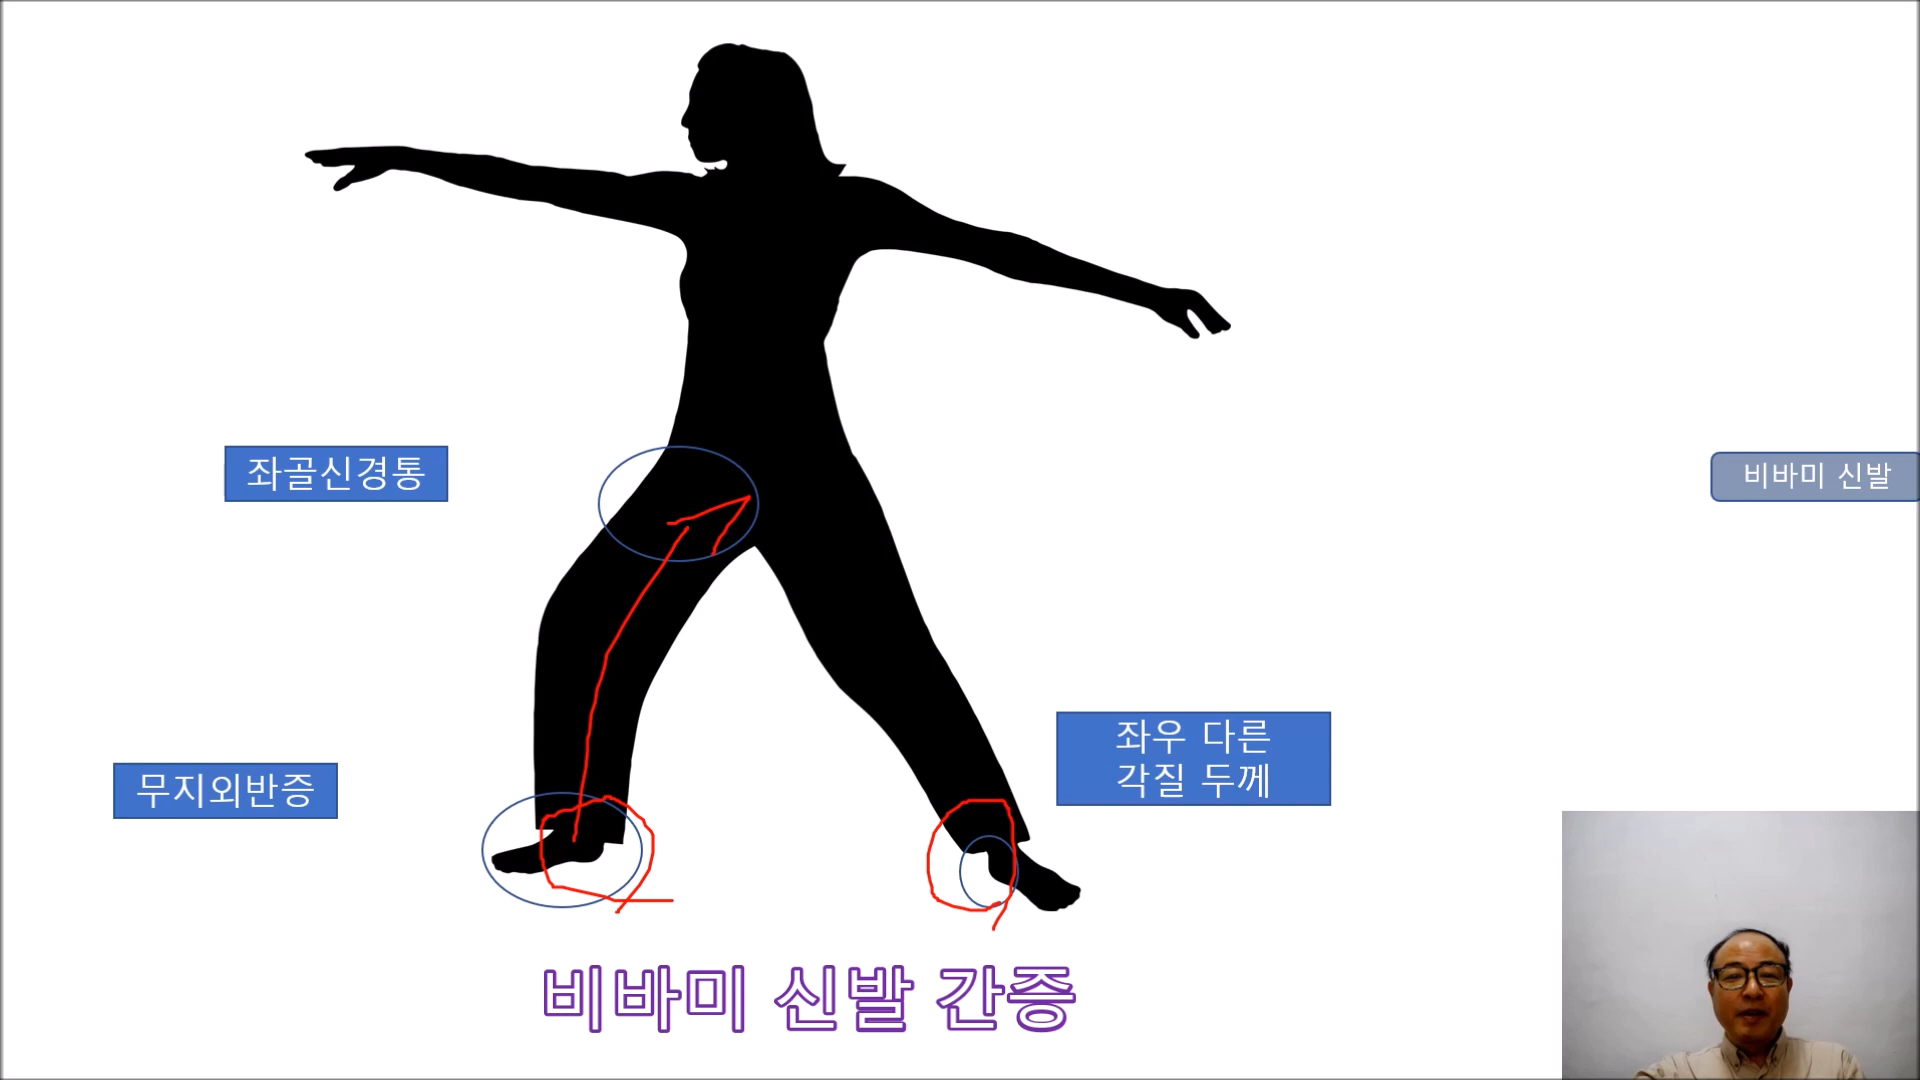 좌골신경통
비바미 신발
좌우 다른
각질 두께
무지외반증
비바미 신발 간증